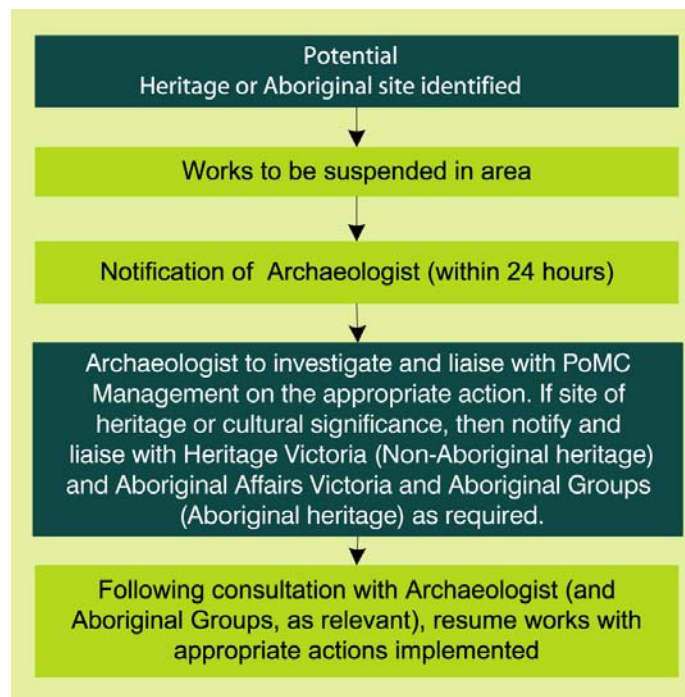 Potential
Heritage or Aboriginal site identified
Works to be suspended in area
Notification of Archaeologist (within 24 hours)
Archaeologist to investigate and liaise with PoMC
Management on the appropriate action. If site of
heritage or cultural significance, then notify and
liaise with Heritage Victoria (Non-Aboriginal heritage)
and Aboriginal Affairs Victoria and Aboriginal Groups
(Aboriginal heritage) as required.
Following consultation with Archaeologist (and
Aboriginal Groups, as relevant), resume works with
appropriate actions implemented